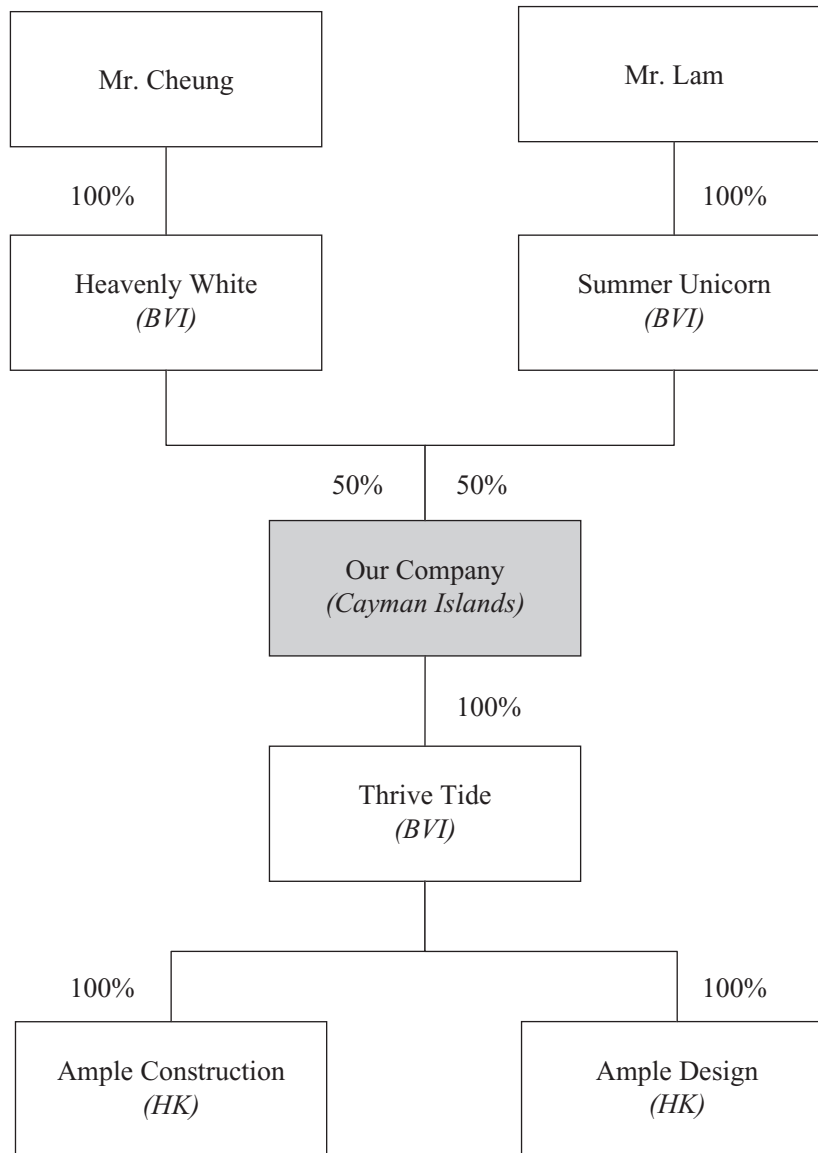 Mr. Cheung
Mr. Lam
100%
100%
Heavenly White
(BVI)
Summer Unicorn
(BVI)
50%
50%
Our Company
(Cayman Islands)
100%
Thrive Tide
(BVI)
100%
100%
Ample Construction
(HK)
Ample Design
(HK)